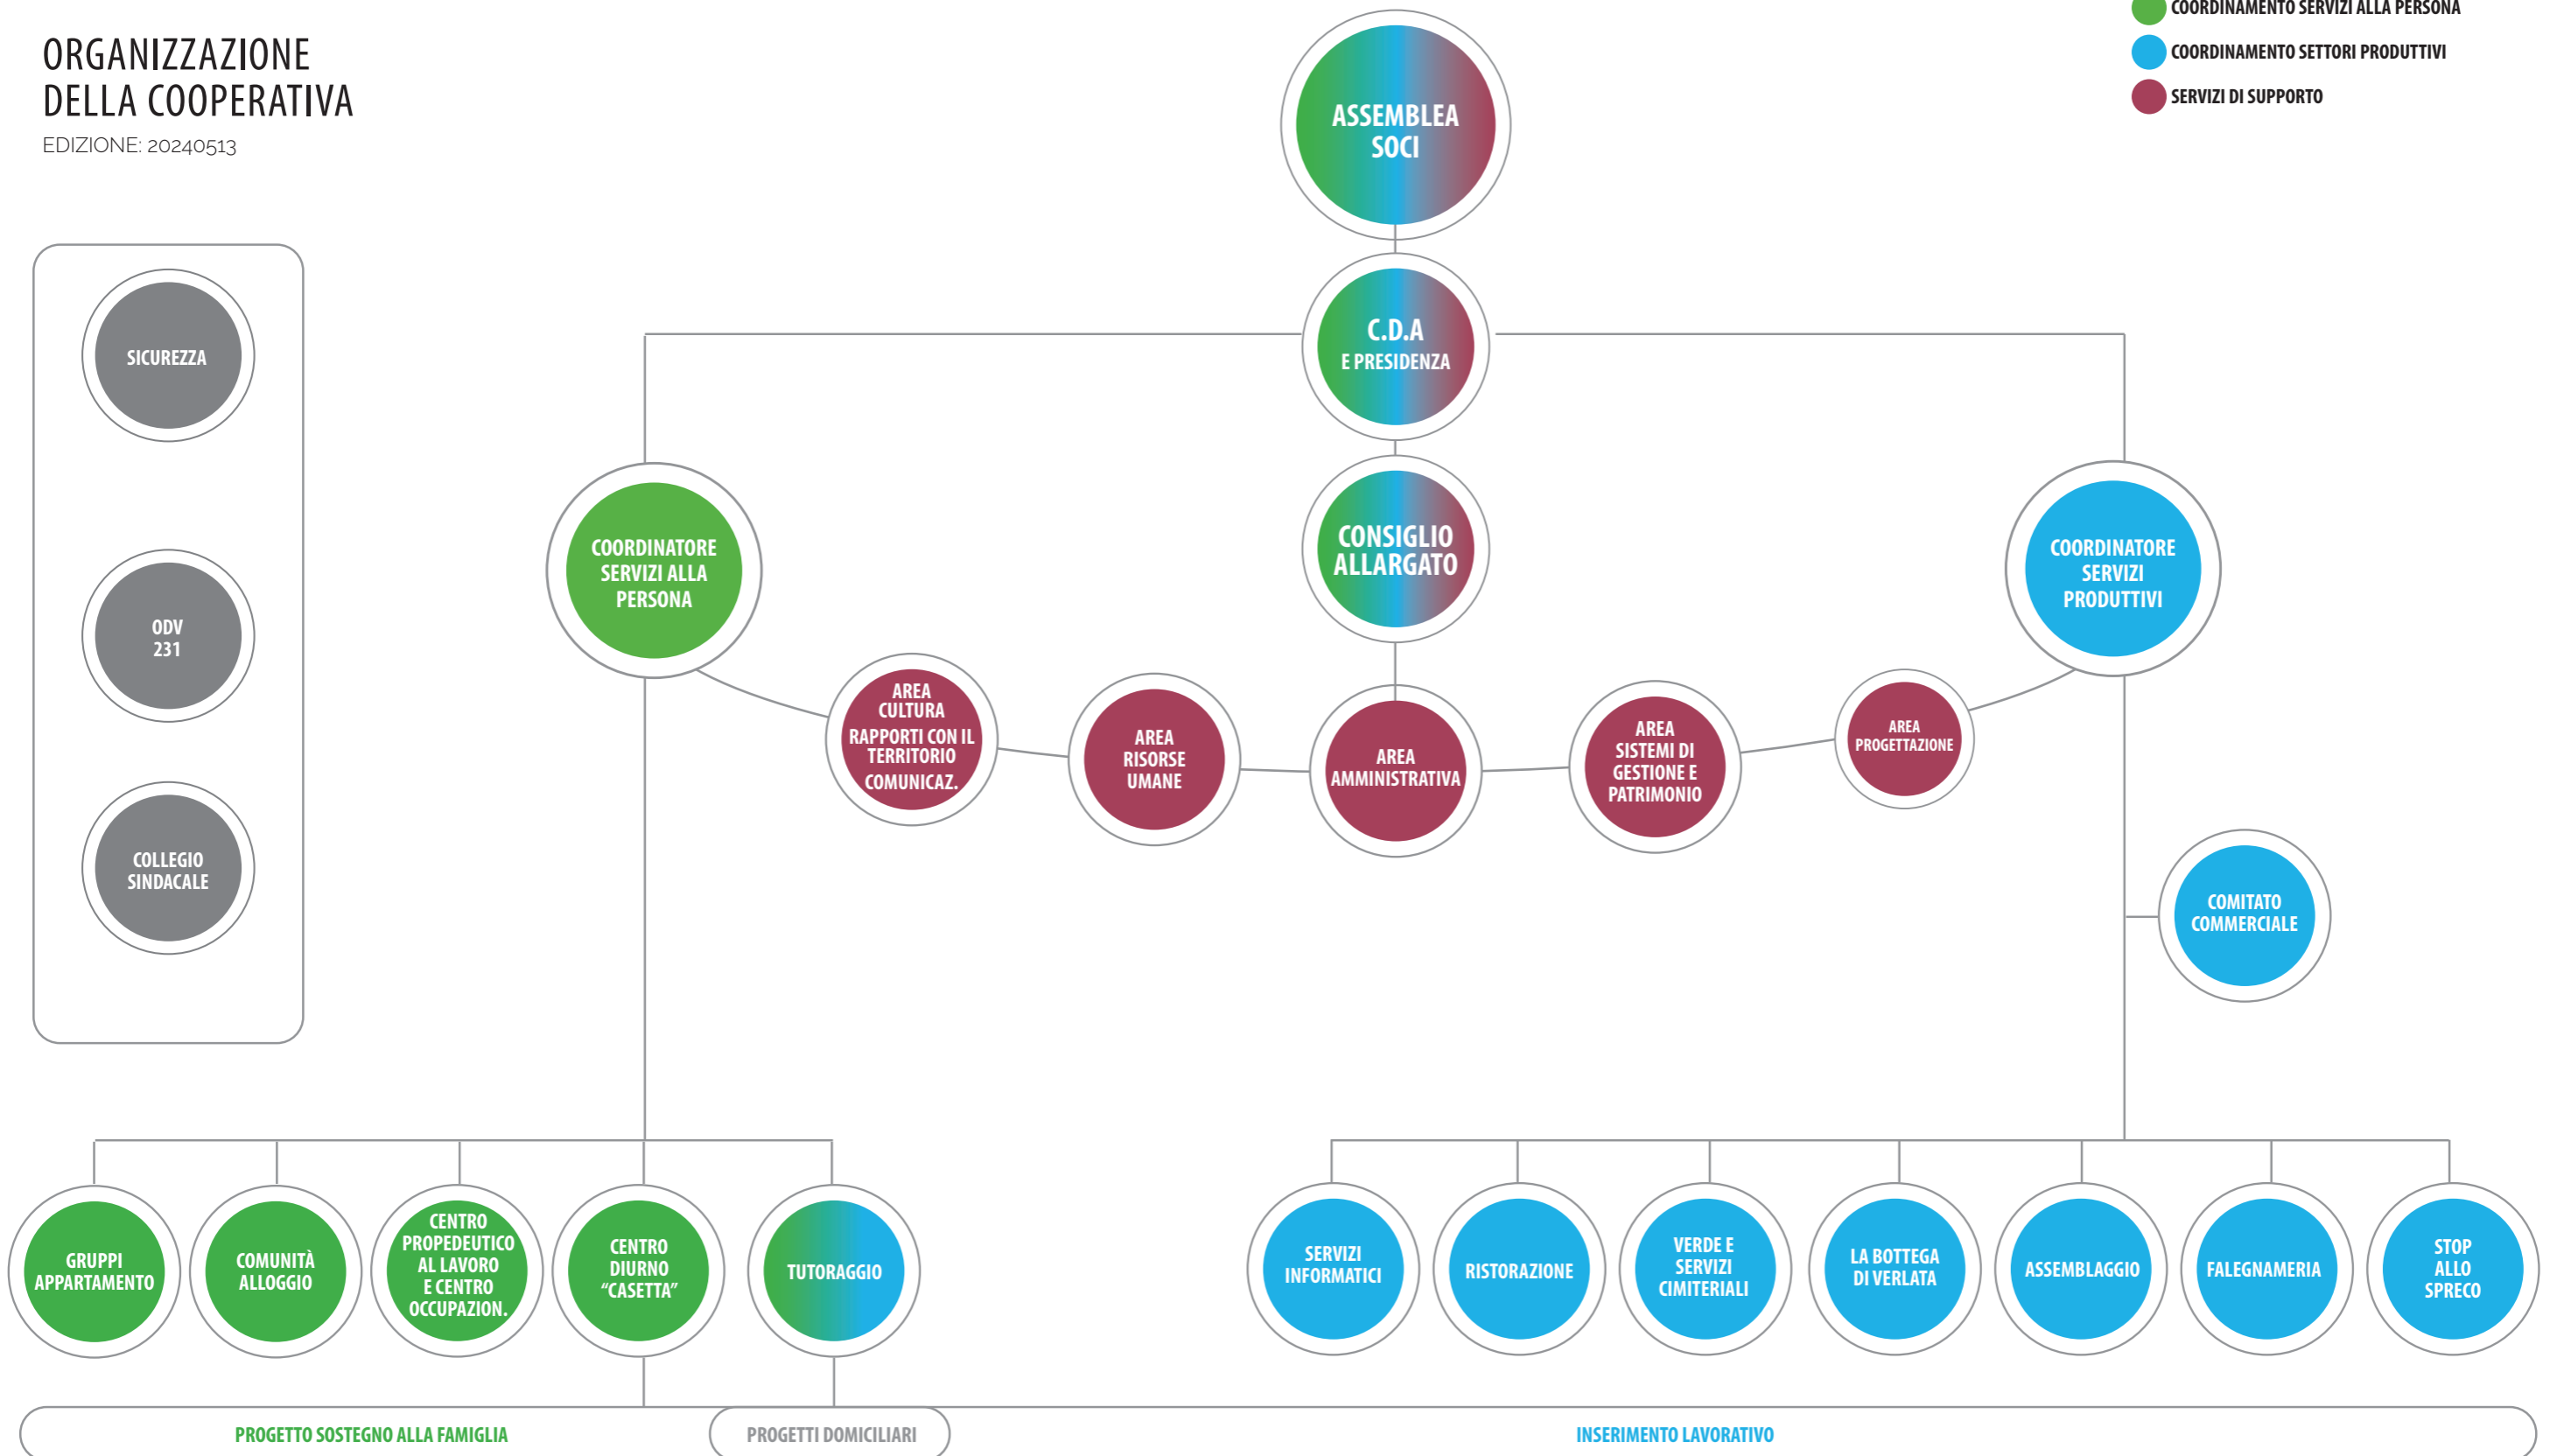 ORGANIZZAZIONE
DELLA COOPERATIVA
EDIZIONE: 20240513
COORDINAMENTO SERVIZI ALLA PERSONA
COORDINAMENTO SETTORI PRODUTTIVI
SERVIZI DI SUPPORTO
ASSEMBLEA
SOCI
C.D.A
E PRESIDENZA
CONSIGLIO
ALLARGATO
SICUREZZA
ODV
231
COLLEGIO
SINDACALE
COORDINATORE
SERVIZI ALLA
PERSONA
COORDINATORE
SERVIZI
PRODUTTIVI
AREA
CULTURA
RAPPORTI CON IL
TERRITORIO
COMUNICAZ.
AREA
RISORSE
UMANE
AREA
AMMINISTRATIVA
AREA
SISTEMI DI
GESTIONE E
PATRIMONIO
AREA
PROGETTAZIONE
COMITATO
COMMERCIALE
GRUPPI
APPARTAMENTO
COMUNITÀ
ALLOGGIO
CENTRO
PROPEDEUTICO
AL LAVORO
E CENTRO
OCCUPAZION.
CENTRO
DIURNO
“CASETTA”
TUTORAGGIO
SERVIZI
INFORMATICI
RISTORAZIONE
VERDE E
SERVIZI
CIMITERIALI
LA BOTTEGA
DI VERLATA
ASSEMBLAGGIO
FALEGNAMERIA
STOP
ALLO
SPRECO
PROGETTO SOSTEGNO ALLA FAMIGLIA
PROGETTI DOMICILIARI
INSERIMENTO LAVORATIVO